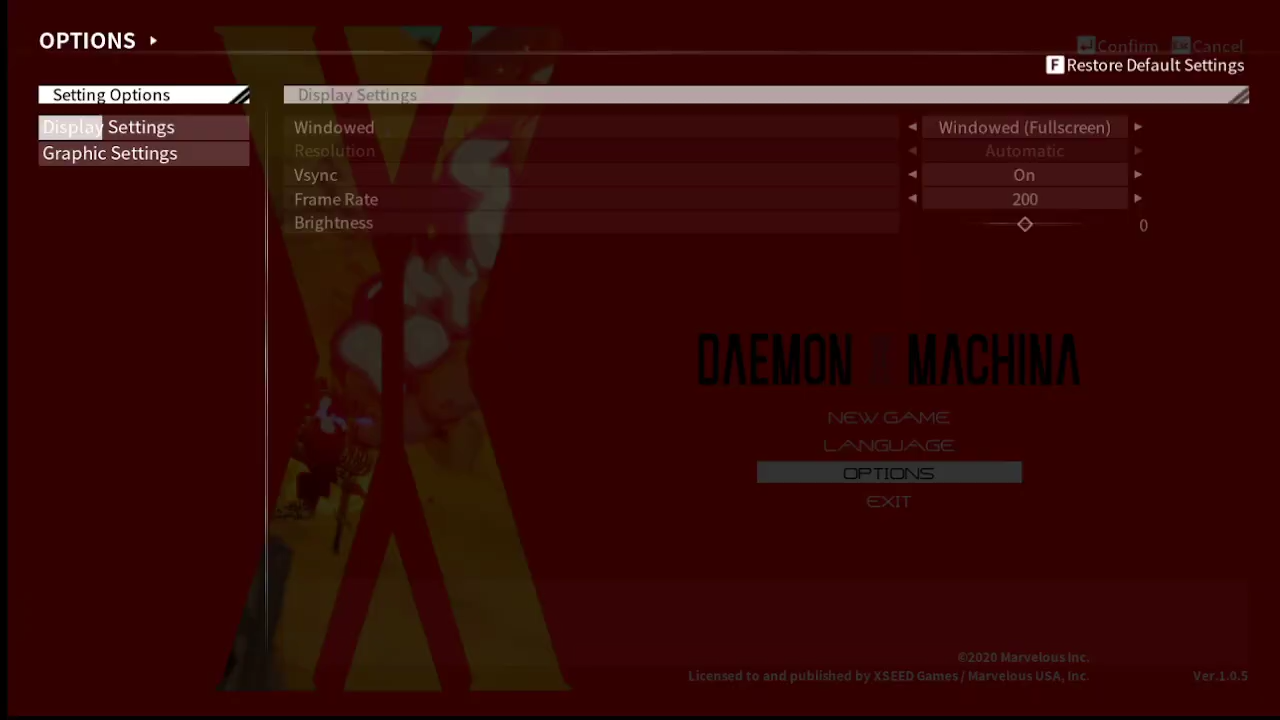 OPTIONS
Confirm Cancel
F Restore Default Settings
Setting Options
Display Settings
Display Settings
Graphic Settings
Windowed Windowed (Fullscreen)
Resolution Automatic
Vsync On
Frame Rate 200
Brightness 0
DAEMON X MACHINA
NEW GAME
LANGUAGE
OPTIONS
EXIT
©2020 Marvelous Inc.
Licensed to and published by XSEED Games / Marvelous USA, Inc.
Ver.1.0.5